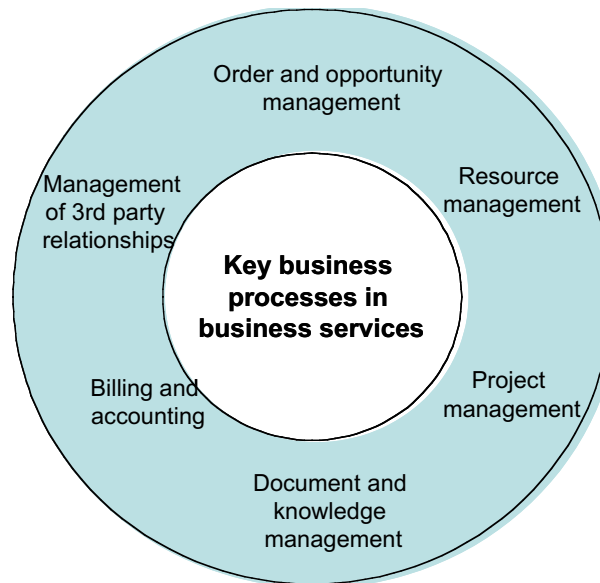 Order and opportunity
management
Resource
management
Project
management
Document and
knowledge
management
Billing and
accounting
Management
of 3rd party
relationships
Key business
processes in
business services